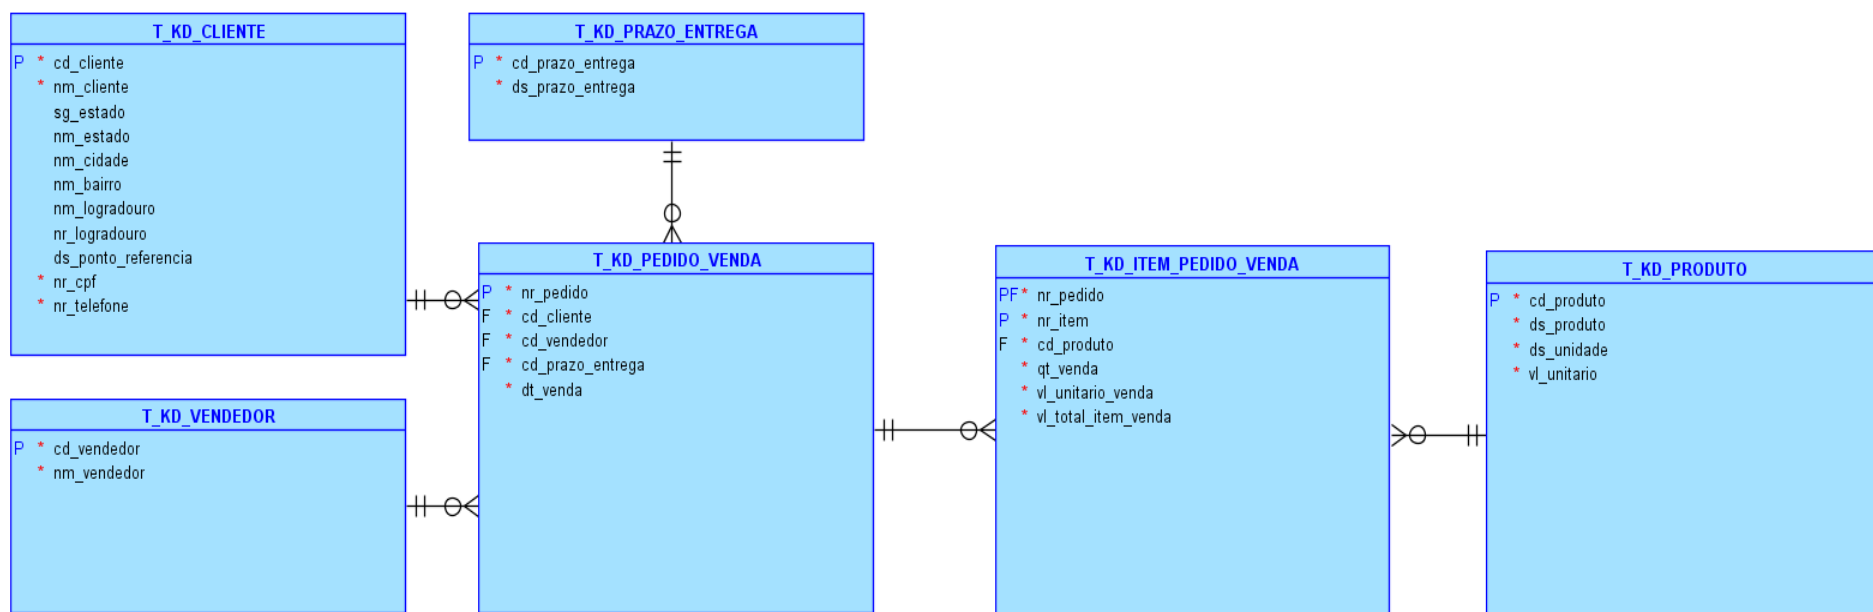 T_KD_CLIENTE
P * cd_cliente
* nm_cliente
sg_estado
nm_estado
nm_cidade
nm_bairro
nm_logradouro
nr_logradouro
ds_ponto_referencia
* nr_cpf
* nr_telefone
T_KD_PRAZO_ENTREGA
P * cd_prazo_entrega
* ds_prazo_entrega
T_KD_VENDEDOR
P * cd_vendedor
* nm_vendedor
T_KD_PEDIDO_VENDA
P * nr_pedido
F * cd_cliente
F * cd_vendedor
F * cd_prazo_entrega
* dt_venda
T_KD_ITEM_PEDIDO_VENDA
PF * nr_pedido
P * nr_item
F * cd_produto
* qt_venda
* vl_unitario_venda
* vl_total_item_venda
T_KD_PRODUTO
P * cd_produto
* ds_produto
* ds_unidade
* vl_unitario